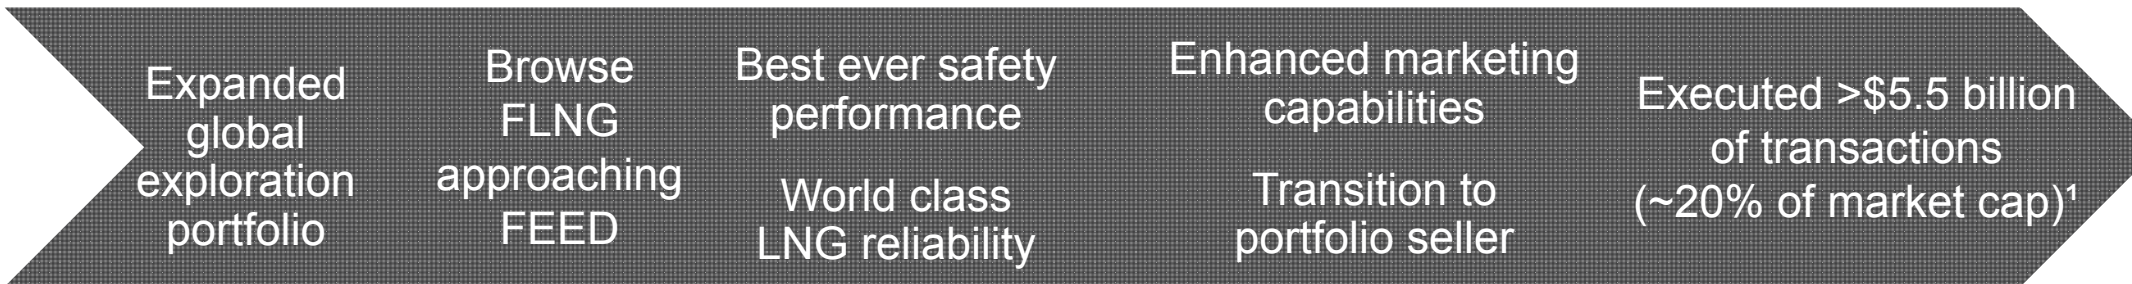 Expanded
global
exploration
portfolio
Browse
FLNG
approaching
FEED
Best ever safety
performance
World class
LNG reliability
Enhanced marketing
capabilities
Transition to
portfolio seller
Executed >$5.5 billion
of transactions
(~20% of market cap)¹